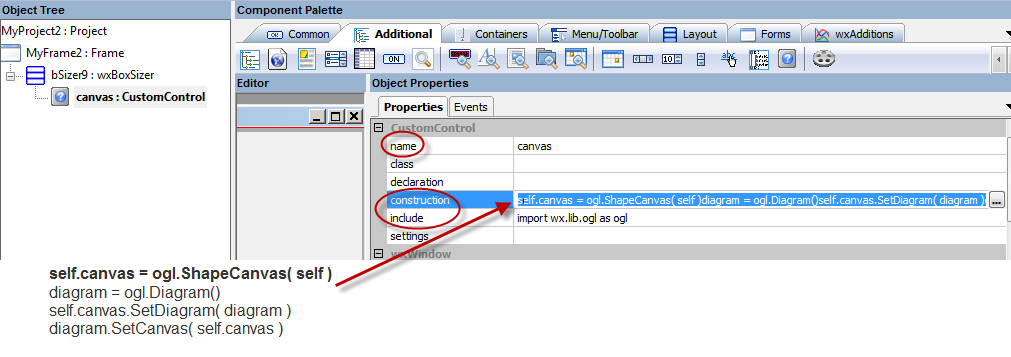 Object Tree
Component Palette
MyProject2 : Project
MyFrame2 : Frame
bSizer9 : wxBoxSizer
canvas : CustomControl
Common
Additional
Containers
Menu/Toolbar
Layout
Forms
wxAdditions
Editor
Object Properties
Properties
Events
CustomControl
name
canvas
class
declaration
construction
self.canvas = ogl.ShapeCanvas( self )diagram = ogl.Diagram()self.canvas.SetDiagram( diagram )
include
import wx.lib.ogl as ogl
settings
wxWindow
self.canvas = ogl.ShapeCanvas( self )
diagram = ogl.Diagram()
self.canvas.SetDiagram( diagram )
diagram.SetCanvas( self.canvas )